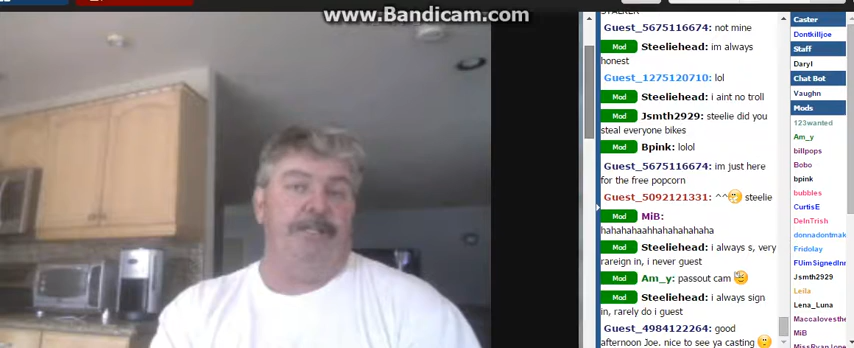 www.Bandicam.com
Guest_5675116674: not mine
Mod Steeliehead: im always
honest
Guest_1275120710: lol
Mod Steeliehead: i aint no troll
Mod Jsmth2929: steelie did you
steal everyone bikes
Mod Bpink: lolol
Guest_5675116674: im just here
for the free popcorn
Guest_5092121331: ^^ steelie
Mod MiB:
hahahahaahhahahahahaha
Mod Steeliehead: i always s, very
rareign in, i never guest
Mod Am_y: passout cam
Mod Steeliehead: i always sign
in, rarely do i guest
Guest_4984122264: good
afternoon Joe. nice to see ya casting
Caster
Dontkilljoe
Staff
Daryl
Chat Bot
Vaughn
Mods
123wanted
Am_y
billpops
Bobo
bpink
bubbles
CurtisE
DeInTrish
donnadontmak
Fridolay
FUimSignedInr
Jsmth2929
Leila
Lena_Luna
Maccalovesthe
MiB